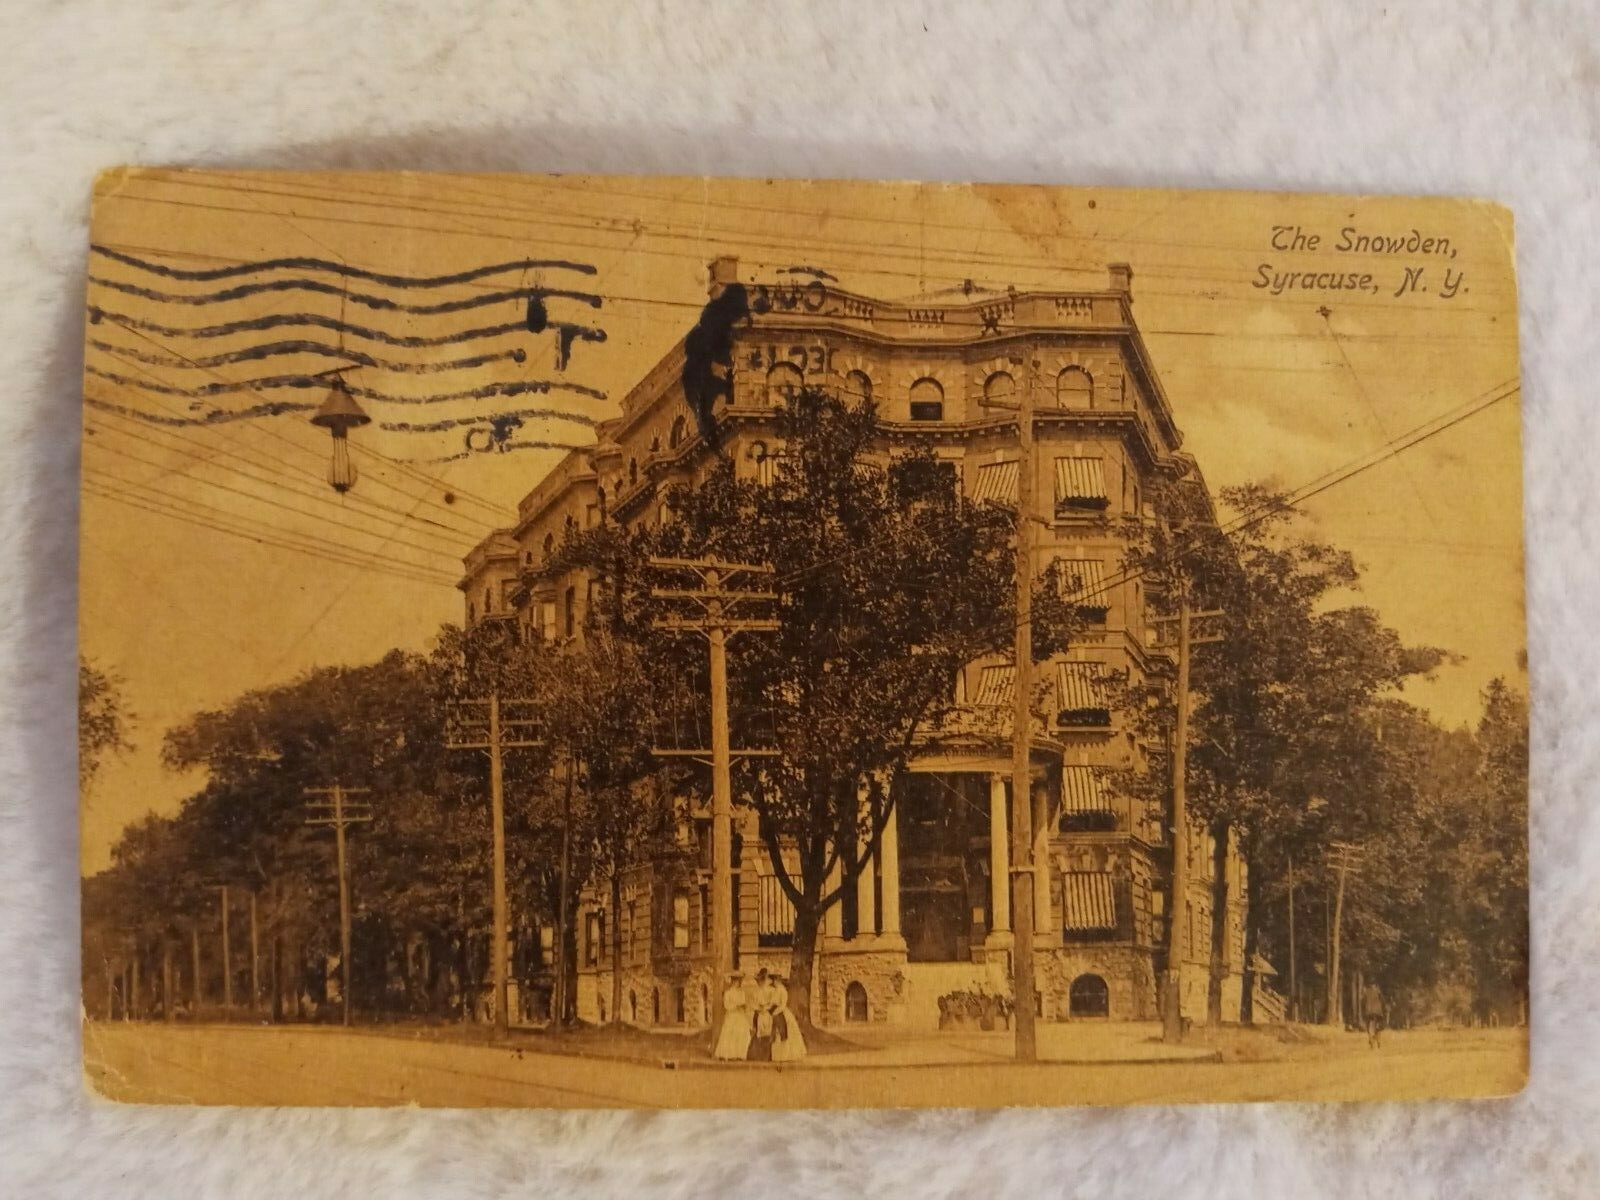 The Snowden,
Syracuse, N. Y.